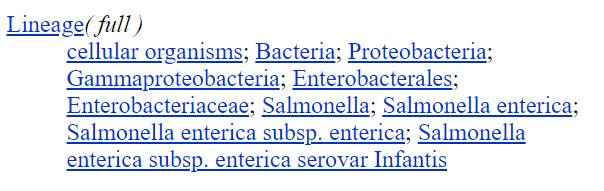 Lineage( full )
cellular organisms; Bacteria; Proteobacteria;
Gammaproteobacteria; Enterobacterales;
Enterobacteriaceae; Salmonella; Salmonella enterica;
Salmonella enterica subsp. enterica; Salmonella
enterica subsp. enterica serovar Infantis